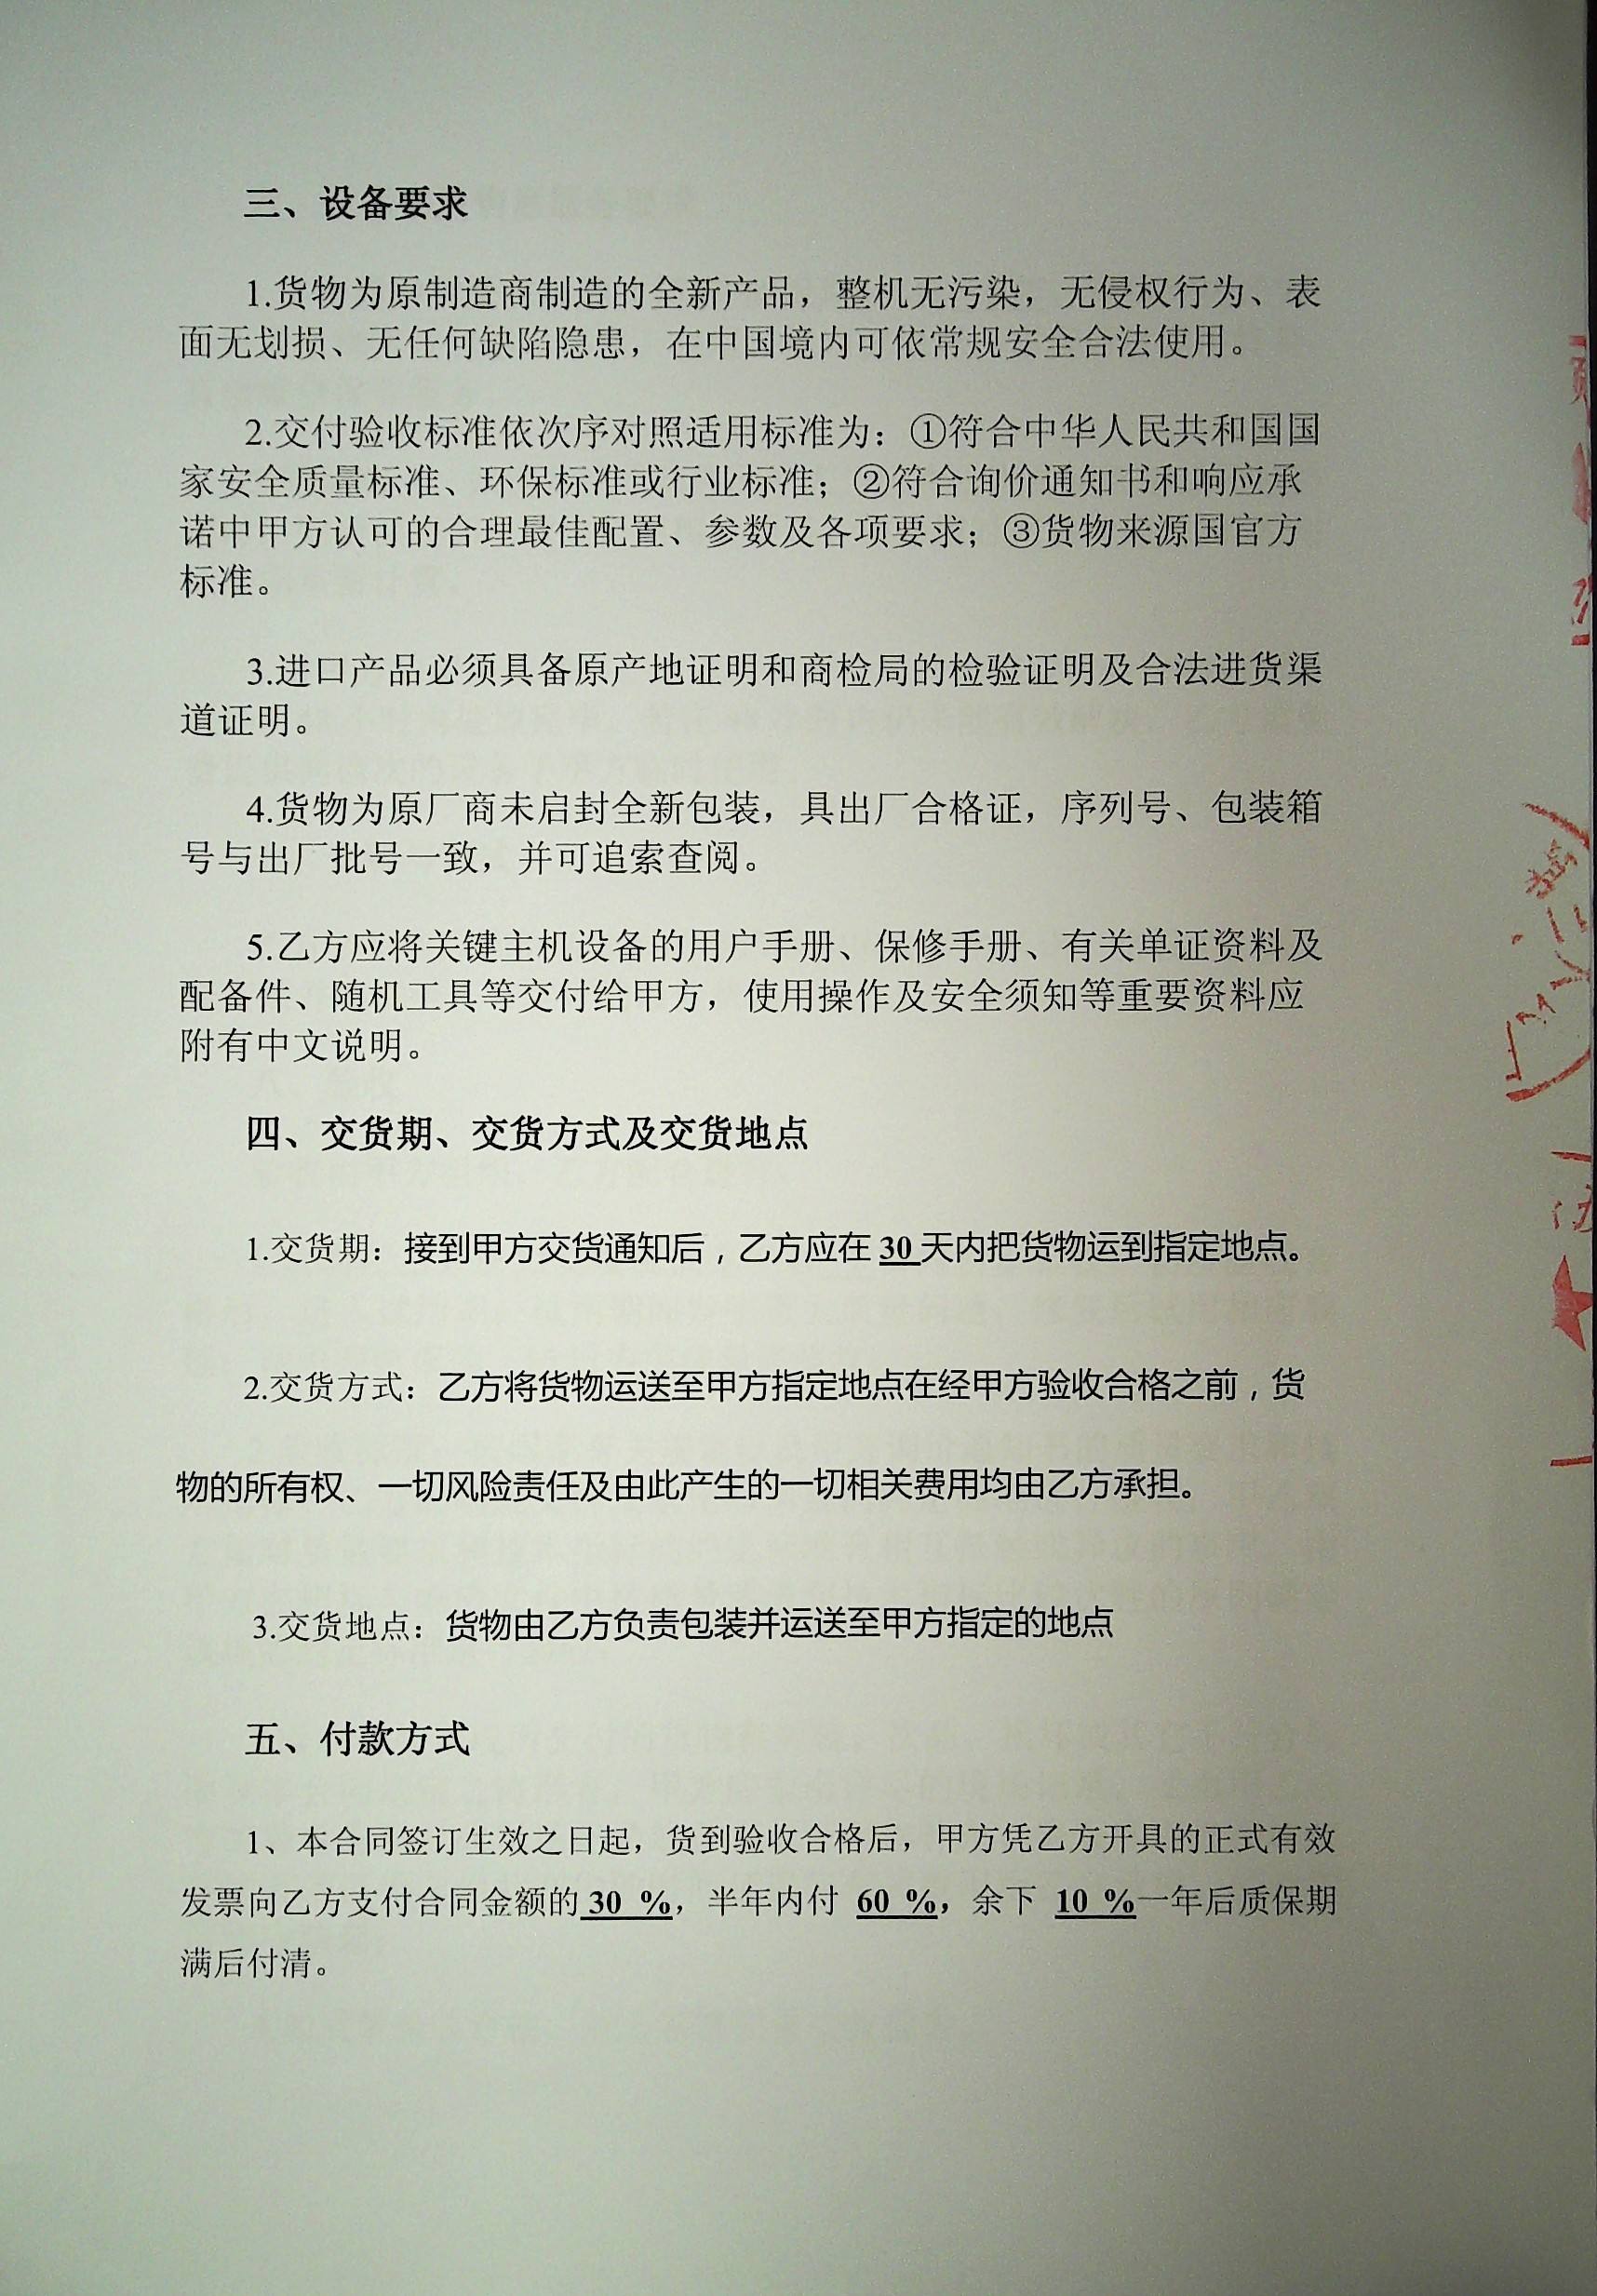 三、设备要求
1.货物为原制造商制造的全新产品，整机无污染，无侵权行为、表
面无划损、无任何缺陷隐患，在中国境内可依常规安全合法使用。
2.交付验收标准依次序对照适用标准为：①符合中华人民共和国国
家安全质量标准、环保标准或行业标准；②符合询价通知书和响应承
诺中甲方认可的合理最佳配置、参数及各项要求；③货物来源国官方
标准。
3.进口产品必须具备原产地证明和商检局的检验证明及合法进货渠
道证明。
4.货物为原厂商未启封全新包装，具出厂合格证，序列号、包装箱
号与出厂批号一致，并可追索查阅。
5.乙方应将关键主机设备的用户手册、保修手册、有关单证资料及
配备件、随机工具等交付给甲方，使用操作及安全须知等重要资料应
附有中文说明。
四、交货期、交货方式及交货地点
1.交货期：接到甲方交货通知后，乙方应在 30 天内把货物运到指定地点。
2.交货方式：乙方将货物运送至甲方指定地点在经甲方验收合格之前，货
物的所有权、一切风险责任及由此产生的一切相关费用均由乙方承担。
3.交货地点：货物由乙方负责包装并运送至甲方指定的地点
五、付款方式
1、本合同签订生效之日起，货到验收合格后，甲方凭乙方开具的正式有效
发票向乙方支付合同金额的 30 %，半年内付 60 %，余下 10 %一年后质保期
满后付清。